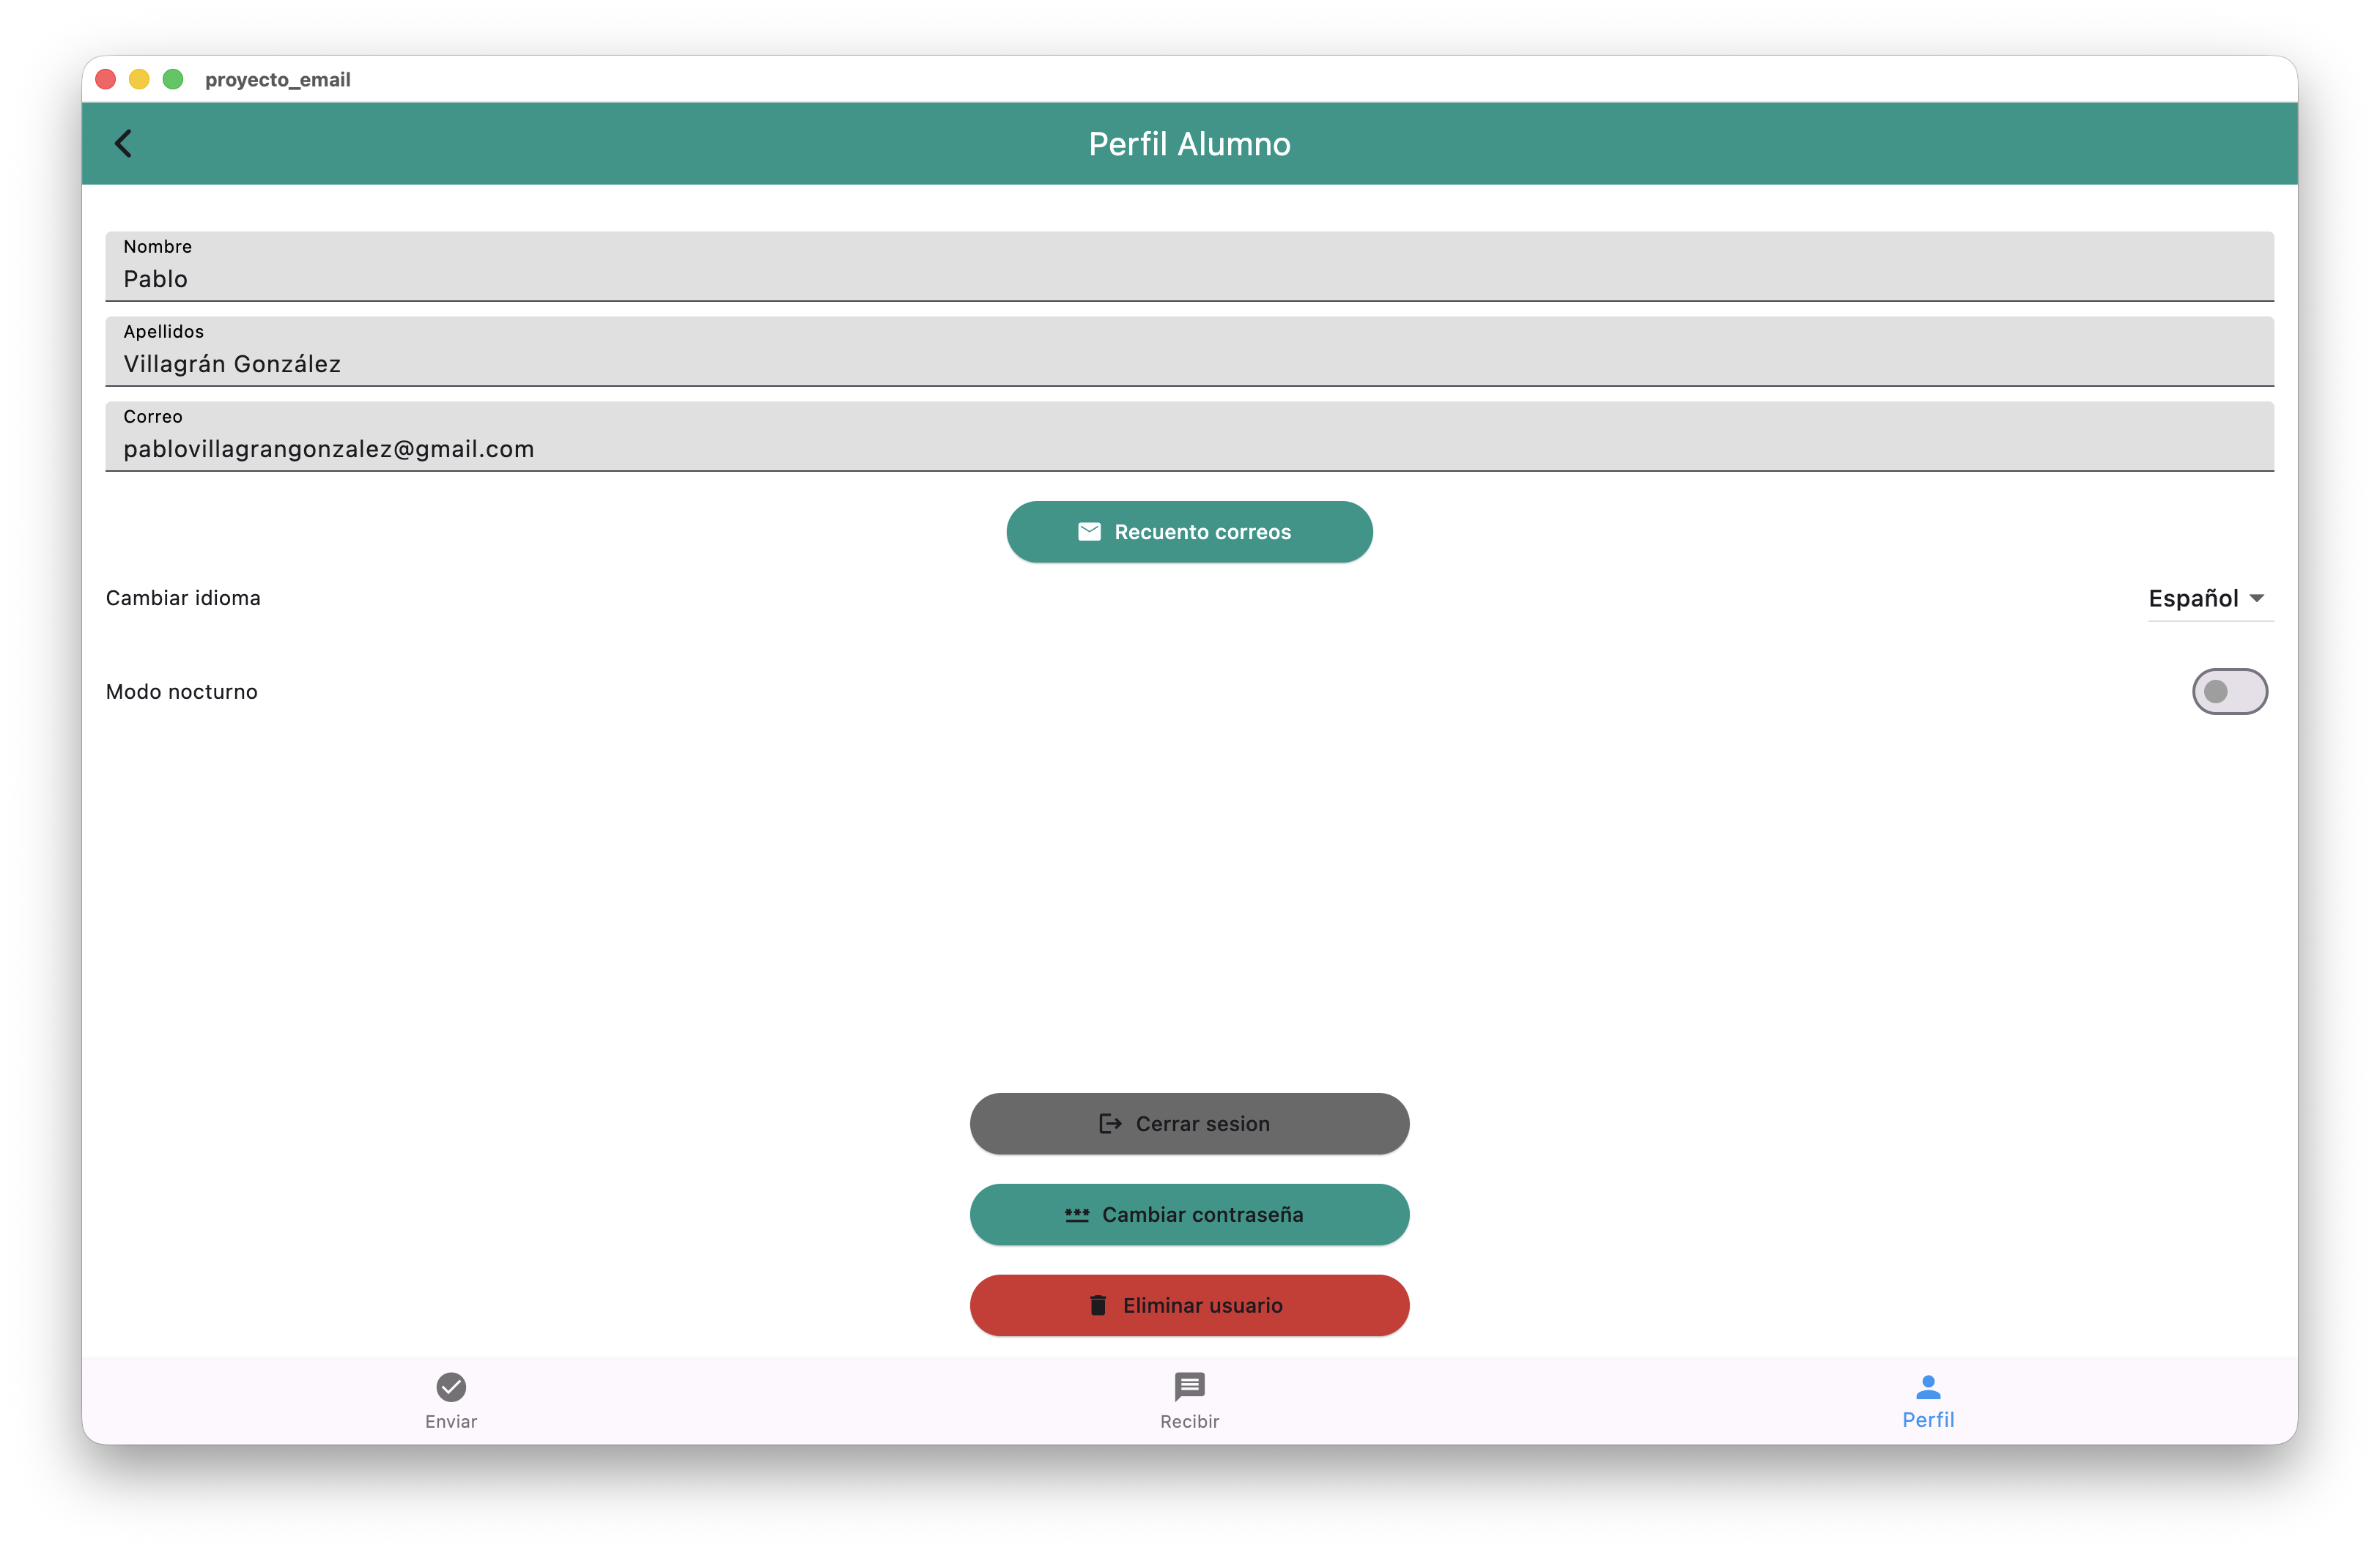 proyecto_email
Perfil Alumno
Nombre
Pablo
Apellidos
Villagrán González
Correo
pablovillagrangonzalez@gmail.com
Recuento correos
Cambiar idioma
Español
Modo nocturno
Cerrar sesion
Cambiar contraseña
Eliminar usuario
Enviar
Recibir
Perfil